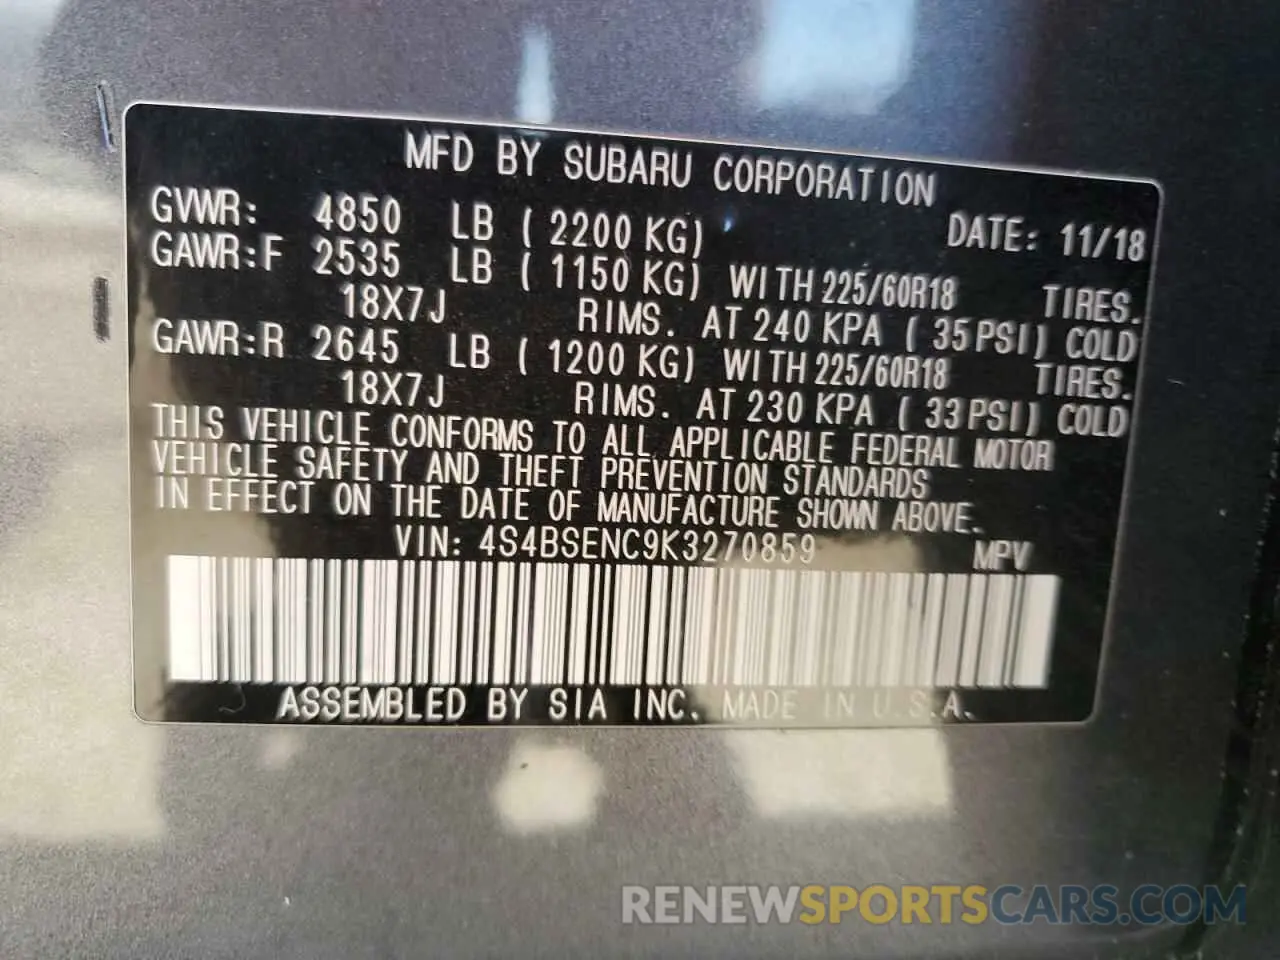 MFD BY SUBARU CORPORATION
GVWR: 4850 LB (2200 KG) DATE: 11/18
GAWR:F 2535 LB (1150 KG) WITH 225/60R18 TIRES.
18X7J RIMS. AT 240 KPA (35PSI) COLD
GAWR:R 2645 LB (1200 KG) WITH 225/60R18 TIRES.
18X7J RIMS. AT 230 KPA (33PSI) COLD
THIS VEHICLE CONFORMS TO ALL APPLICABLE FEDERAL MOTOR
VEHICLE SAFETY AND THEFT PREVENTION STANDARDS
IN EFFECT ON THE DATE OF MANUFACTURE SHOWN ABOVE.
VIN: 4S4BSENC9K3270859 MPV
ASSEMBLED BY SIA INC. MADE IN U.S.A.
RENEWSPORTSCARS.COM